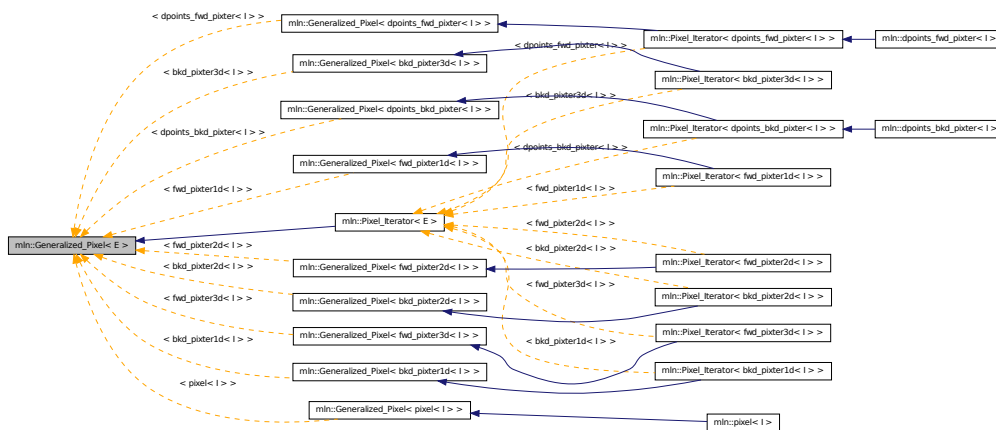 < dpoints_fwd_pixter< I > >
mln::Generalized_Pixel< dpoints_fwd_pixter< I > >
mln::Pixel_Iterator< dpoints_fwd_pixter< I > >
mln::dpoints_fwd_pixter< I >
< dpoints_fwd_pixter< I > >
mln::Generalized_Pixel< bkd_pixter3d< I > >
< bkd_pixter3d< I > >
mln::Pixel_Iterator< bkd_pixter3d< I > >
< bkd_pixter3d< I > >
mln::Generalized_Pixel< dpoints_bkd_pixter< I > >
< dpoints_bkd_pixter< I > >
mln::Pixel_Iterator< dpoints_bkd_pixter< I > >
mln::dpoints_bkd_pixter< I >
< dpoints_bkd_pixter< I > >
mln::Generalized_Pixel< fwd_pixter1d< I > >
mln::Pixel_Iterator< fwd_pixter1d< I > >
< fwd_pixter1d< I > >
< fwd_pixter1d< I > >
mln::Pixel_Iterator< E >
< fwd_pixter2d< I > >
mln::Generalized_Pixel< E >
< fwd_pixter2d< I > >
< bkd_pixter2d< I > >
mln::Pixel_Iterator< fwd_pixter2d< I > >
mln::Generalized_Pixel< fwd_pixter2d< I > >
< bkd_pixter2d< I > >
< fwd_pixter3d< I > >
mln::Pixel_Iterator< bkd_pixter2d< I > >
< fwd_pixter3d< I > >
mln::Generalized_Pixel< bkd_pixter2d< I > >
mln::Pixel_Iterator< fwd_pixter3d< I > >
mln::Generalized_Pixel< fwd_pixter3d< I > >
< bkd_pixter1d< I > >
< bkd_pixter1d< I > >
mln::Generalized_Pixel< bkd_pixter1d< I > >
mln::Pixel_Iterator< bkd_pixter1d< I > >
< pixel< I > >
mln::Generalized_Pixel< pixel< I > >
mln::pixel< I >